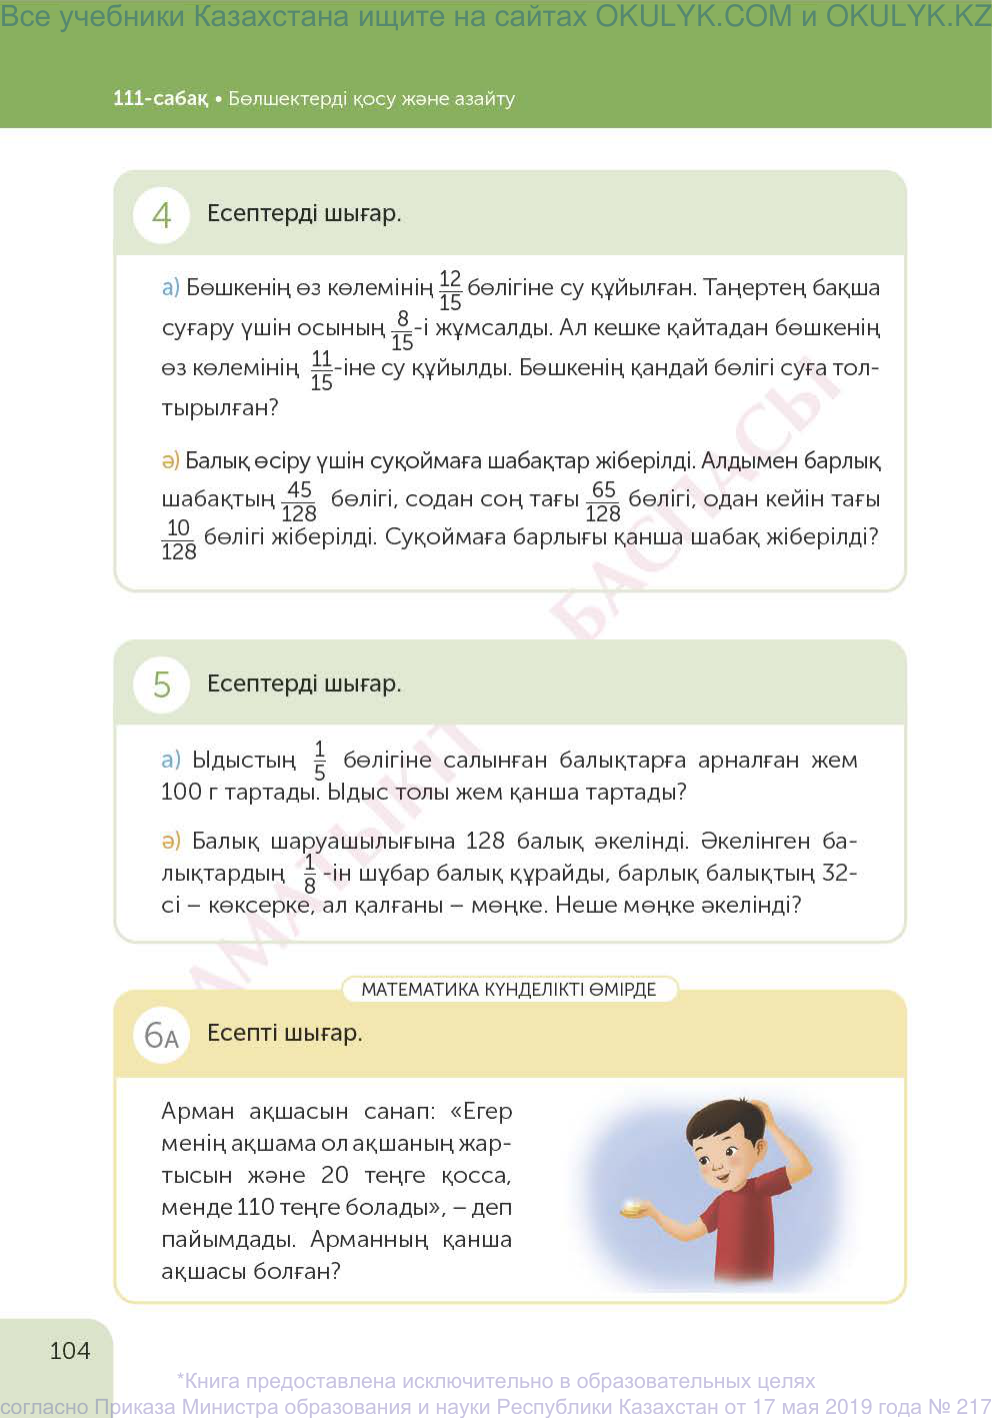 Все учебники Казахстана ищите на сайтах OKULYK.COM и OKULYK.KZ
111-сабақ • Бөлшектерді қосу және азайту
4 Есептерді шығар.
а) Бөшкенің өз көлемінің 12/15 бөлігіне су құйылған. Таңертең бақша
суғару үшін осының 8/15-і жұмсалды. Ал кешке қайтадан бөшкенің
өз көлемінің 11/15-іне су құйылды. Бөшкенің қандай бөлігі суға тол-
тырылған?
ә) Балық өсіру үшін суқоймаға шабақтар жіберілді. Алдымен барлық
шабақтың 45/128 бөлігі, содан соң тағы 65/128 бөлігі, одан кейін тағы
10/128 бөлігі жіберілді. Суқоймаға барлығы қанша шабақ жіберілді?
5 Есептерді шығар.
а) Ыдыстың 1/5 бөлігіне салынған балықтарға арналған жем
100 г тартады. Ыдыс толы жем қанша тартады?
ә) Балық шаруашылығына 128 балық әкелінді. Әкелінген ба-
лықтардың 1/8-ін шұбар балық құрайды, барлық балықтың 32-
сі – көксерке, ал қалғаны – мөңке. Неше мөңке әкелінді?
МАТЕМАТИКА КҮНДЕЛІКТІ ӨМІРДЕ
6А Есепті шығар.
Арман ақшасын санап: «Егер
менің ақшама ол ақшаның жар-
тысын және 20 теңге қосса,
менде 110 теңге болады», – деп
пайымдады. Арманның қанша
ақшасы болған?
АМАТЫКІТАП БАСПАСЫ
104
*Книга предоставлена исключительно в образовательных целях
согласно Приказа Министра образования и науки Республики Казахстан от 17 мая 2019 года № 217